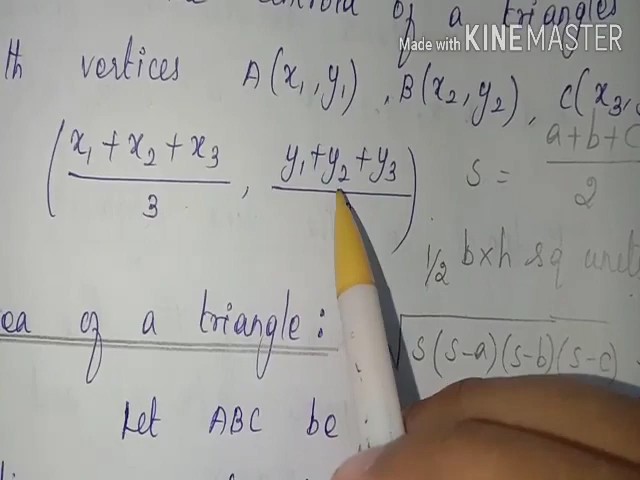 of a triangles
Made with KINEMASTER
th vertices A(x₁,y₁), B(x₂,y₂), C(x₃,
(x₁+x₂+x₃/3, y₁+y₂+y₃/)
s = a+b+c/2
1/2 b×h sq
ea of a triangle:
√s(s-a)(s-b)(s-c)
Let ABC be